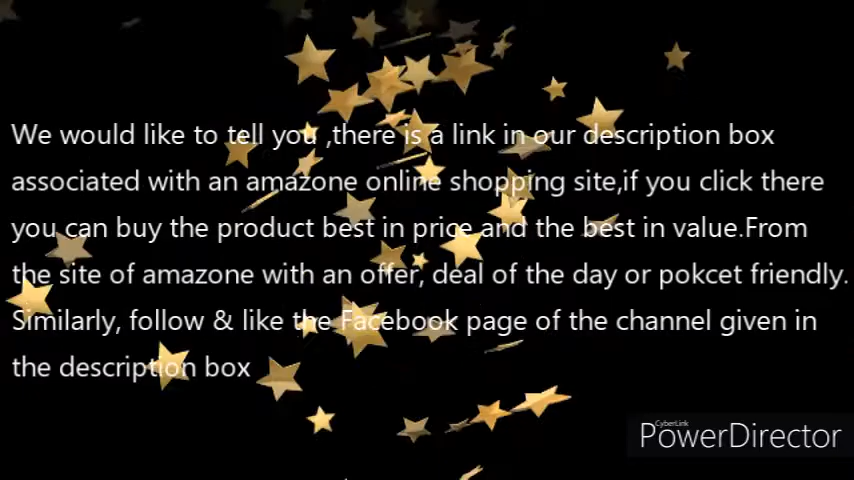 We would like to tell you ,there is a link in our description box
associated with an amazone online shopping site,if you click there
you can buy the product best in price and the best in value.From
the site of amazone with an offer, deal of the day or pokcet friendly.
Similarly, follow & like the Facebook page of the channel given in
the description box
CyberLink
PowerDirector